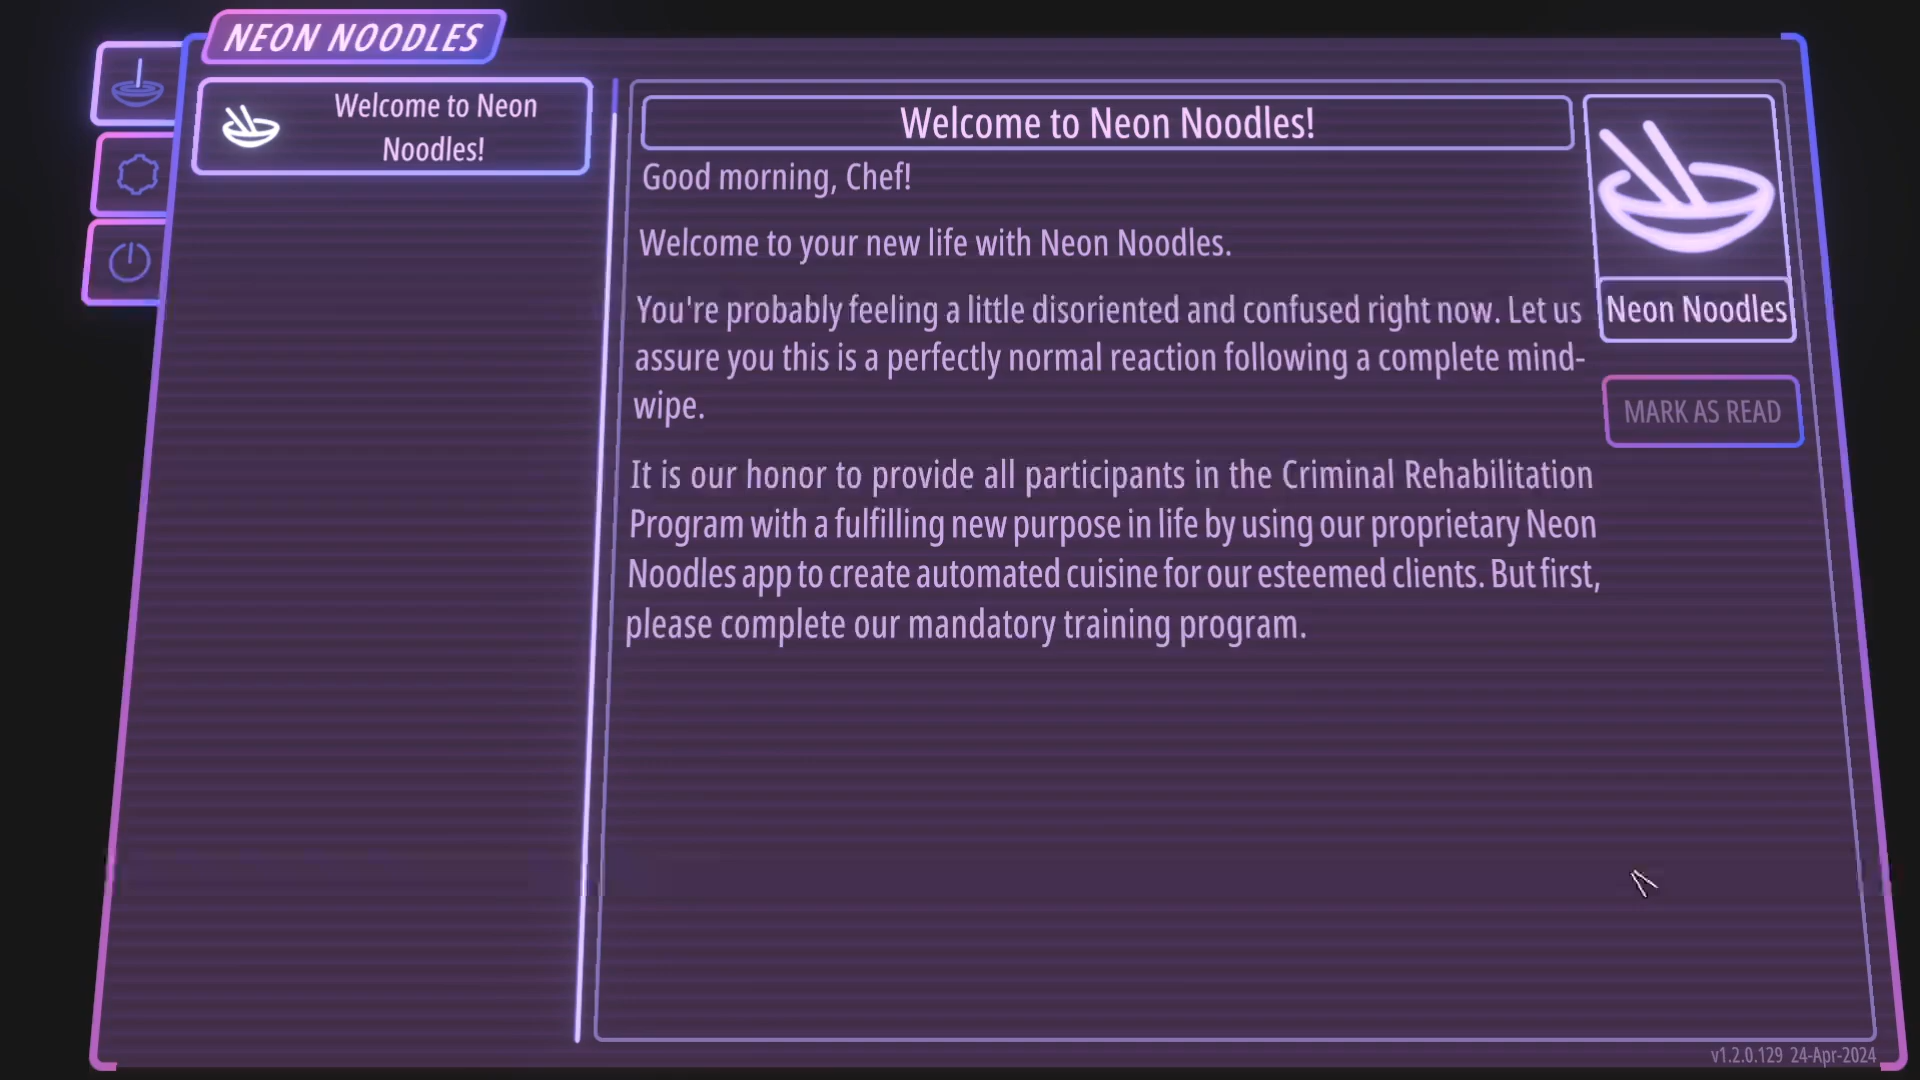 NEON NOODLES
Welcome to Neon
Noodles!
Welcome to Neon Noodles!
Good morning, Chef!
Welcome to your new life with Neon Noodles.
You're probably feeling a little disoriented and confused right now. Let us
assure you this is a perfectly normal reaction following a complete mind-
wipe.
It is our honor to provide all participants in the Criminal Rehabilitation
Program with a fulfilling new purpose in life by using our proprietary Neon
Noodles app to create automated cuisine for our esteemed clients. But first,
please complete our mandatory training program.
Neon Noodles
MARK AS READ
v1.2.0.129 24-Apr-2024